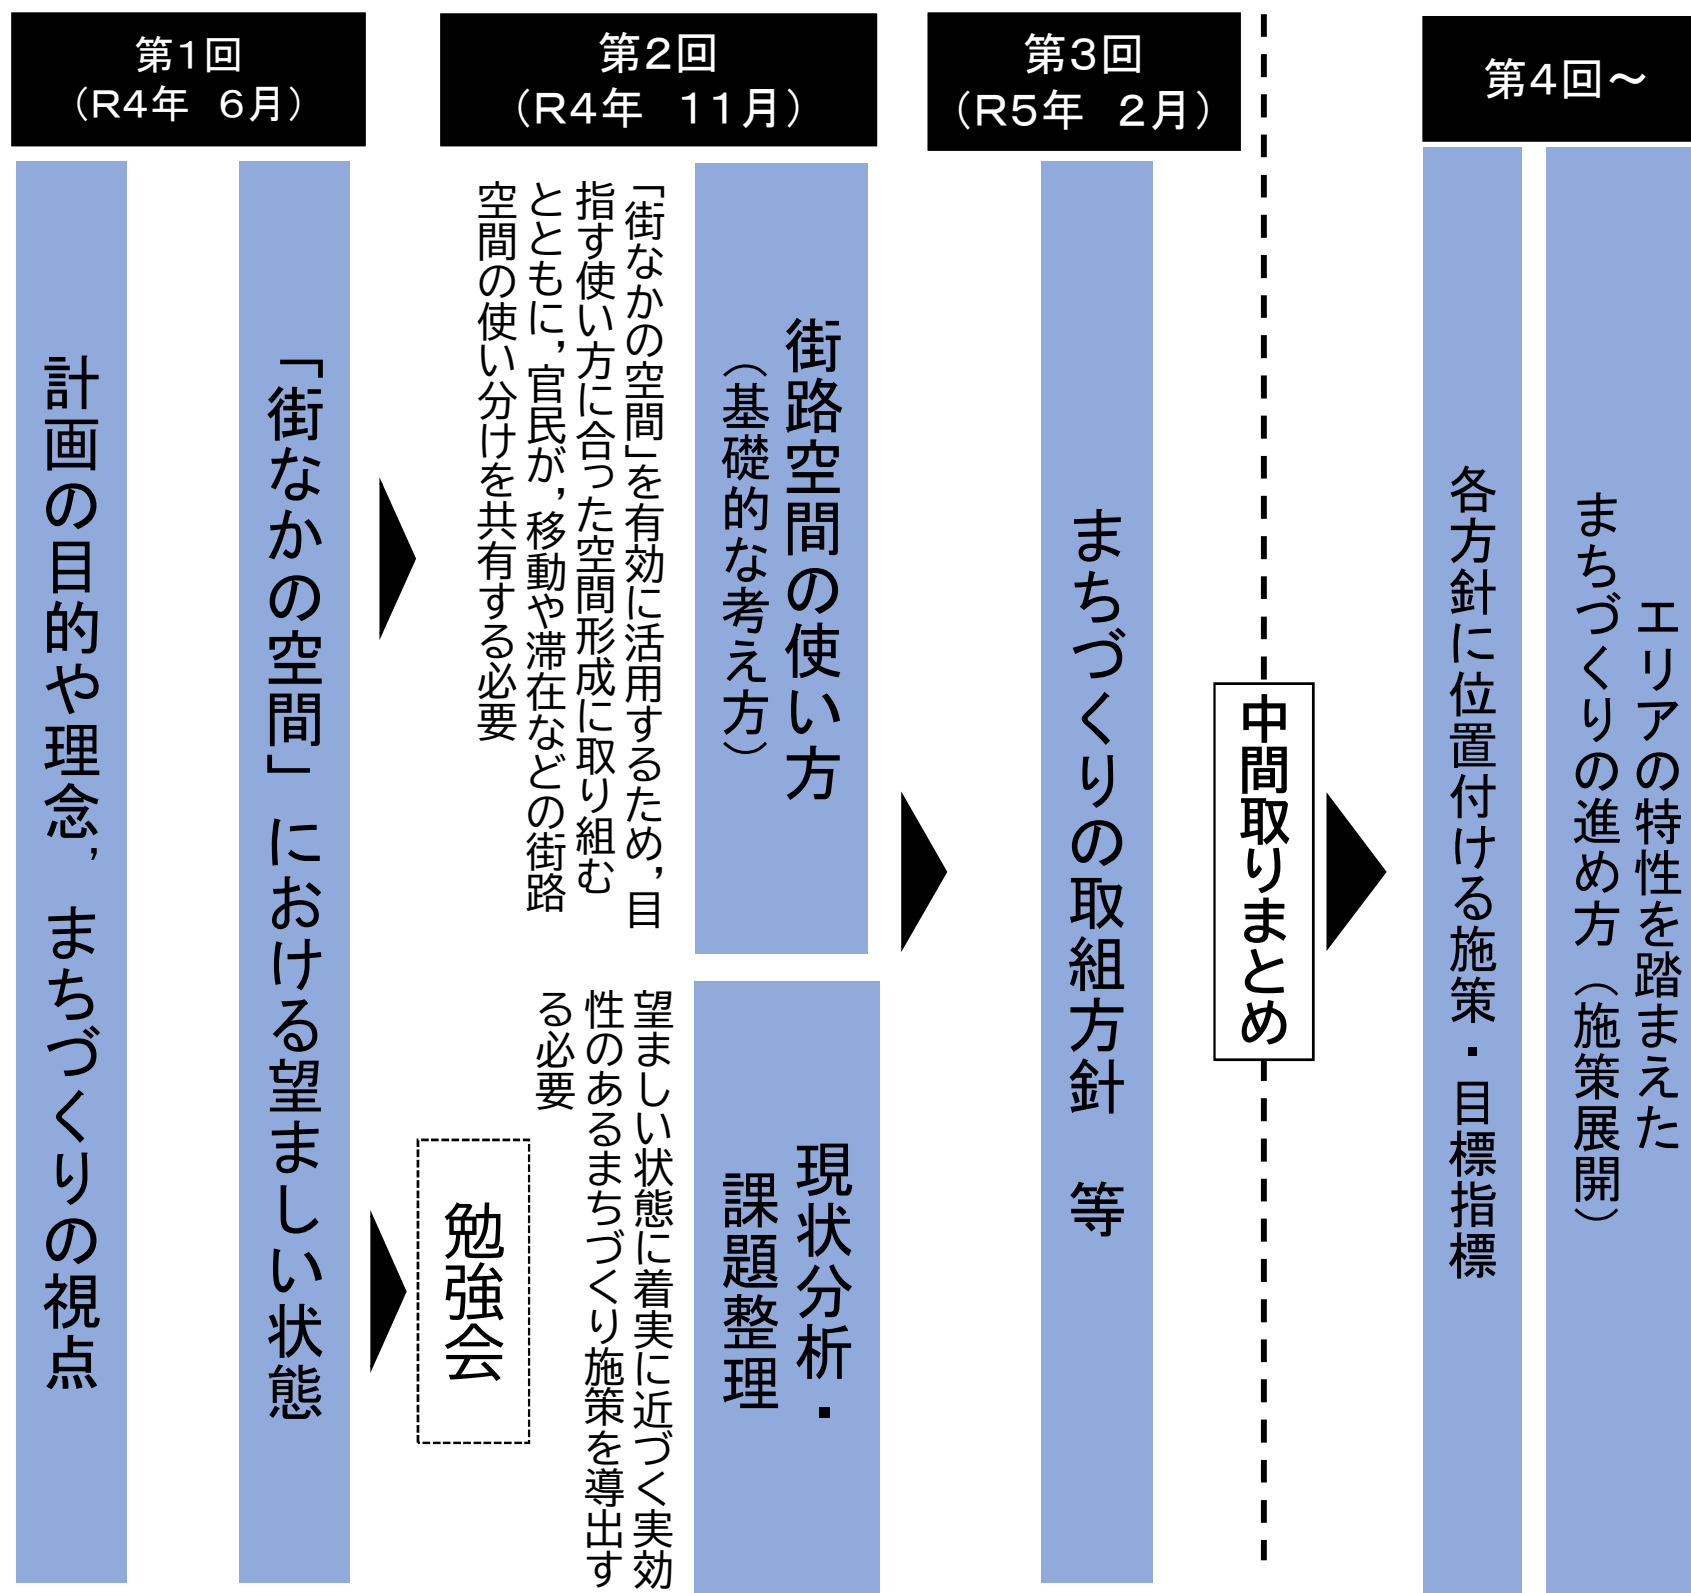 第1回
（R4年　6月）
第2回
（R4年　11月）
第3回
（R5年　2月）
第4回～
計画の目的や理念，まちづくりの視点
「街なかの空間」における望ましい状態
街路空間の使い方
（基礎的な考え方）
「街なかの空間」を有効に活用するため，目
指す使い方に合った空間形成に取り組む
とともに，官民が，移動や滞在などの街路
空間の使い分けを共有する必要
現状分析・
課題整理
望ましい状態に着実に近づく実効
性のあるまちづくり施策を導出す
る必要
勉強会
まちづくりの取組方針　等
中間取りまとめ
各方針に位置付ける施策・目標指標
エリアの特性を踏まえた
まちづくりの進め方（施策展開）